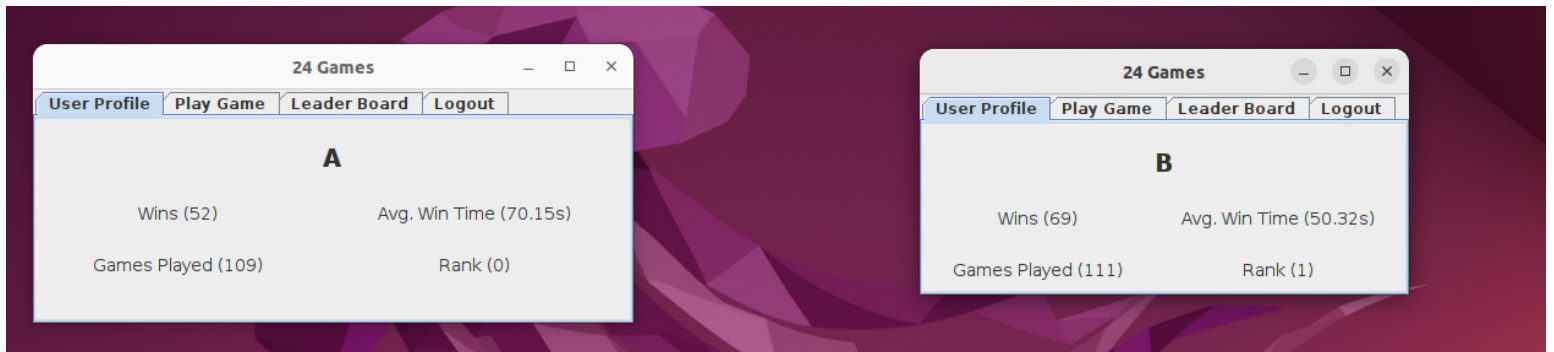 24 Games
User Profile Play Game Leader Board Logout
A
Wins (52) Avg. Win Time (70.15s)
Games Played (109) Rank (0)
24 Games
User Profile Play Game Leader Board Logout
B
Wins (69) Avg. Win Time (50.32s)
Games Played (111) Rank (1)